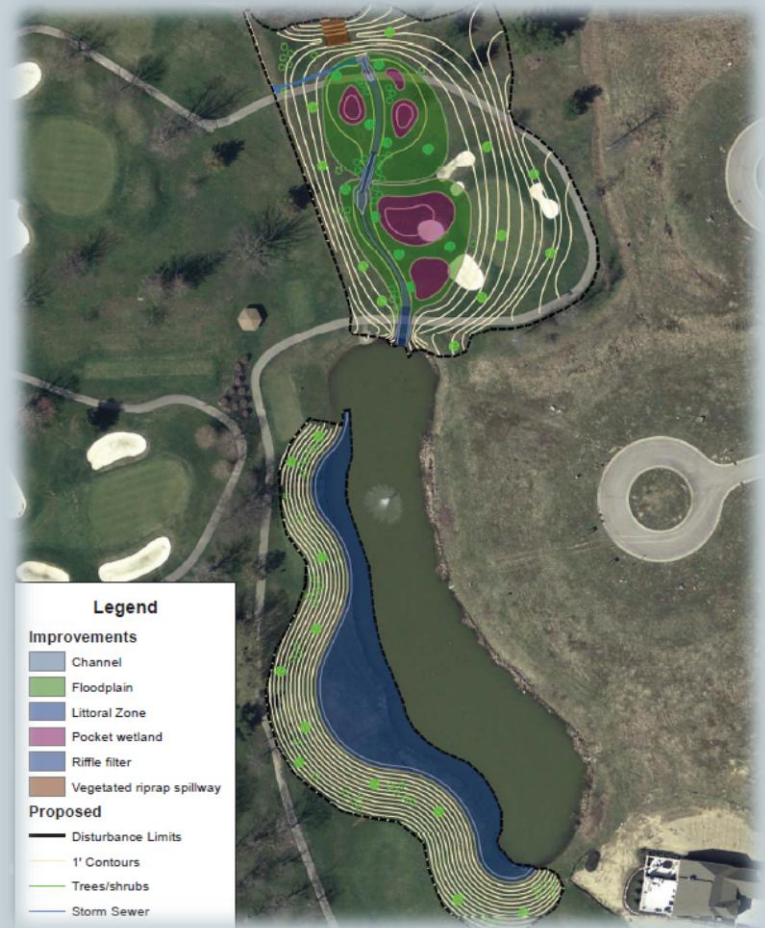 Legend
Improvements
Channel
Floodplain
Littoral Zone
Pocket wetland
Riffle filter
Vegetated riprap spillway
Proposed
Disturbance Limits
1' Contours
Trees/shrubs
Storm Sewer